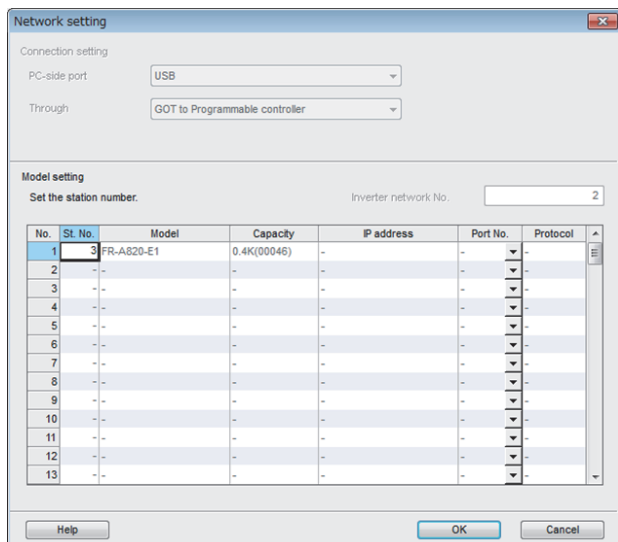 Network setting
Connection setting
PC-side port USB
Through GOT to Programmable controller
Model setting
Set the station number. Inverter network No. 2
No. St. No. Model Capacity IP address Port No. Protocol
1 3 FR-A820-E1 0.4K(00046) - - -
2 - - - - - -
3 - - - - - -
4 - - - - - -
5 - - - - - -
6 - - - - - -
7 - - - - - -
8 - - - - - -
9 - - - - - -
10 - - - - - -
11 - - - - - -
12 - - - - - -
13 - - - - - -
Help OK Cancel